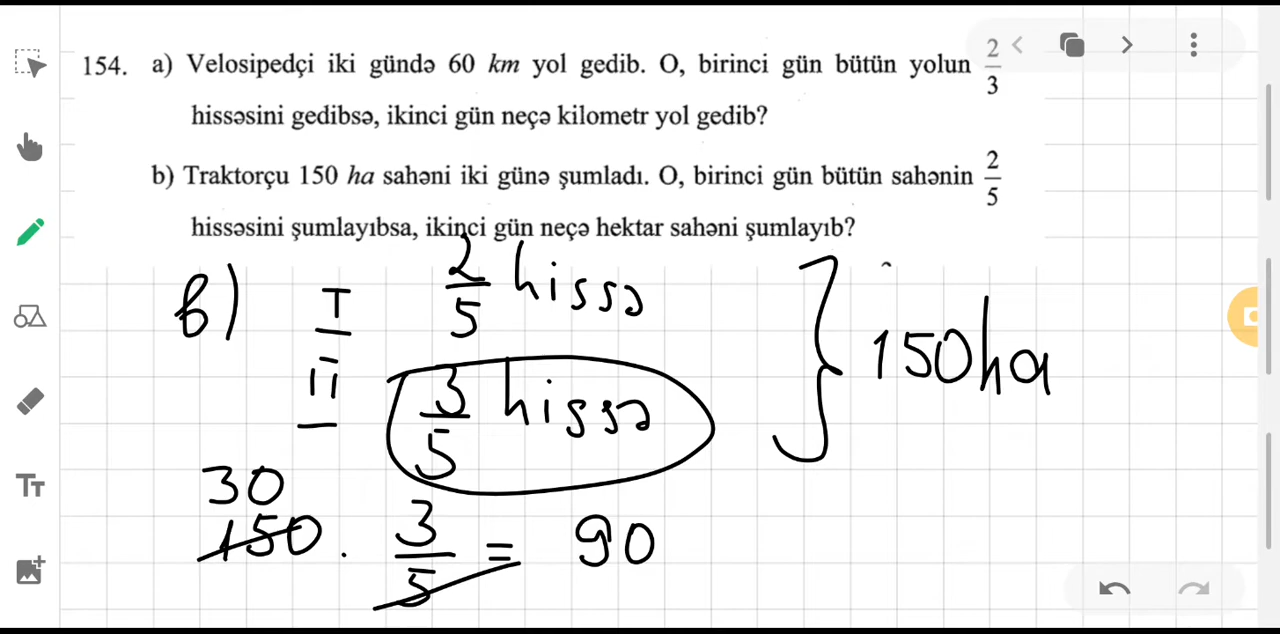 154. a) Velosipedçi iki gündə 60 km yol gedib. O, birinci gün bütün yolun 2/3
hissəsini gedibsə, ikinci gün neçə kilometr yol gedib?
b) Traktorçu 150 ha sahəni iki günə şumladı. O, birinci gün bütün sahənin 2/5
hissəsini şumlayıbsa, ikinci gün neçə hektar sahəni şumlayıb?
b) I 2/5 hissə
II 3/5 hissə
150ha
30
150 . 3/5 = 90
Tт